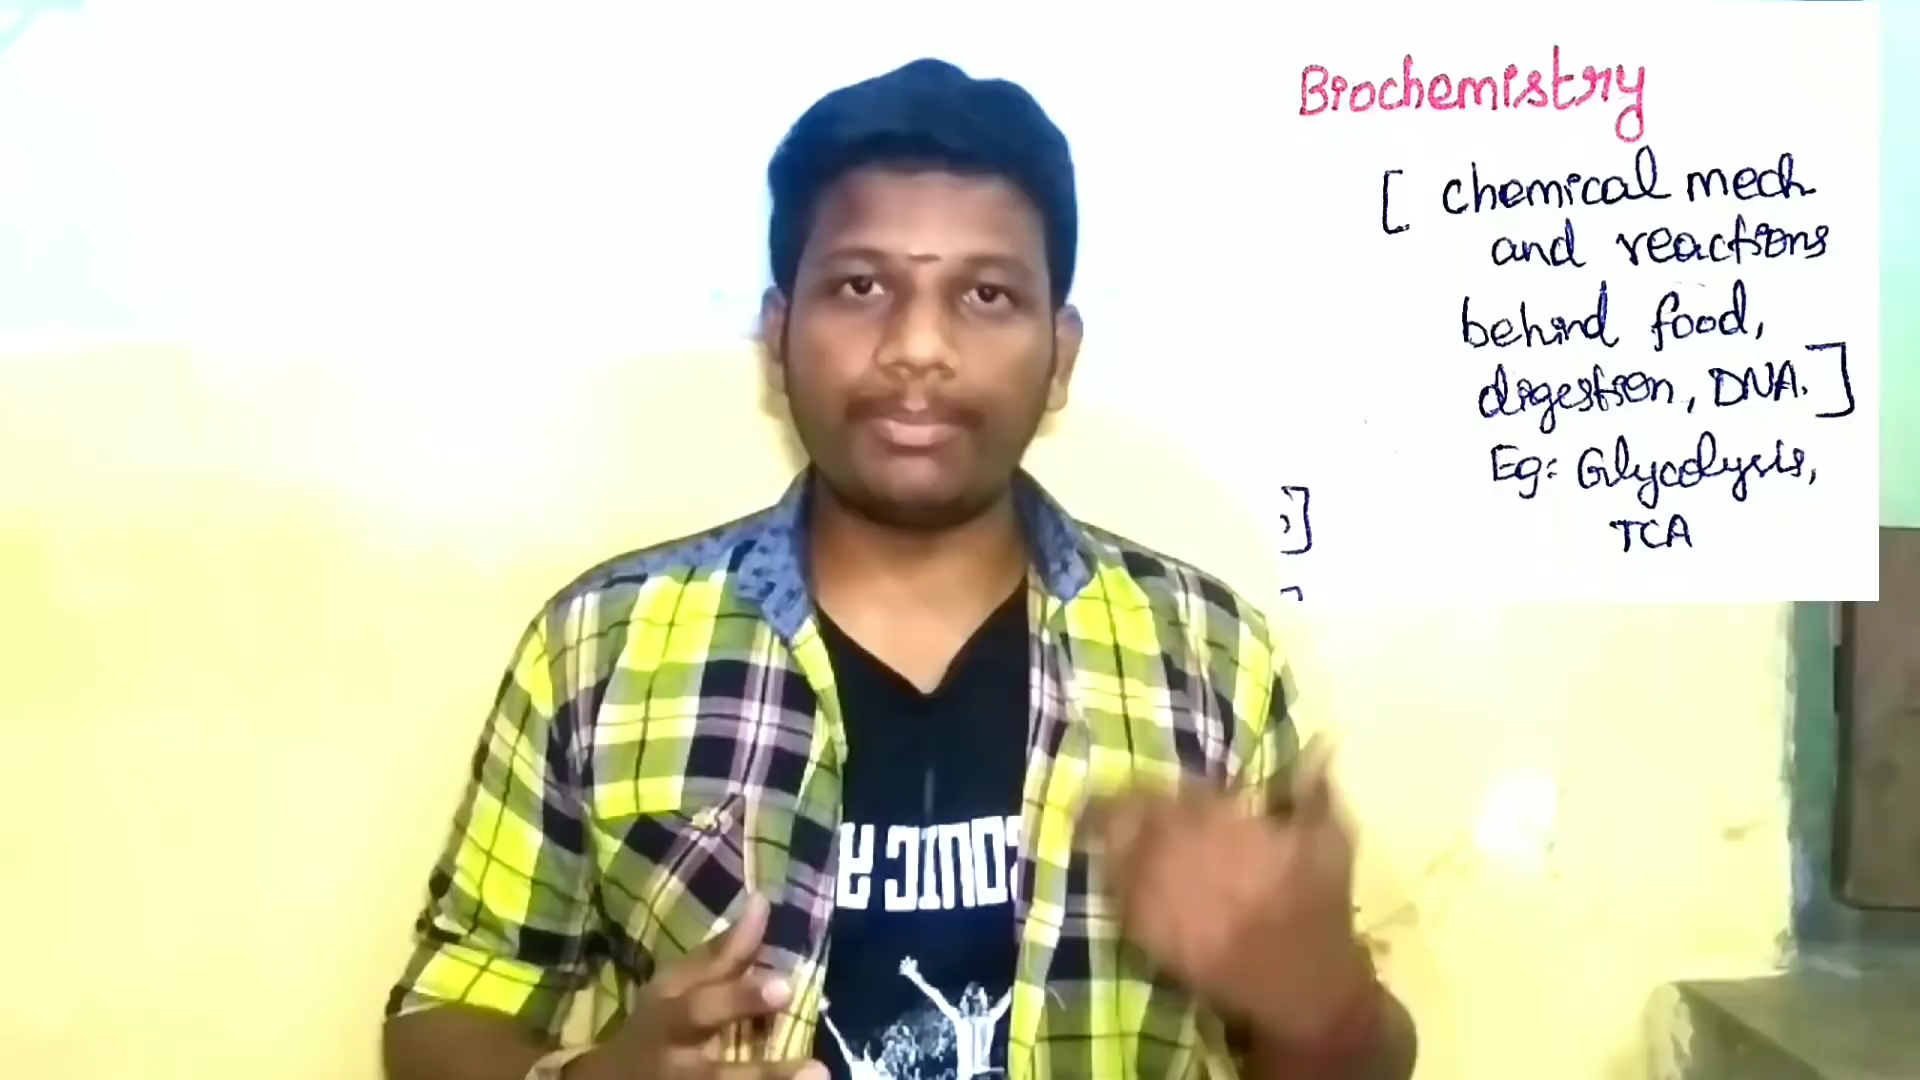 Biochemistry
[ chemical mech
and reactions
behind food,
digestion, DNA. ]
Eg: Glycolysis,
TCA
]